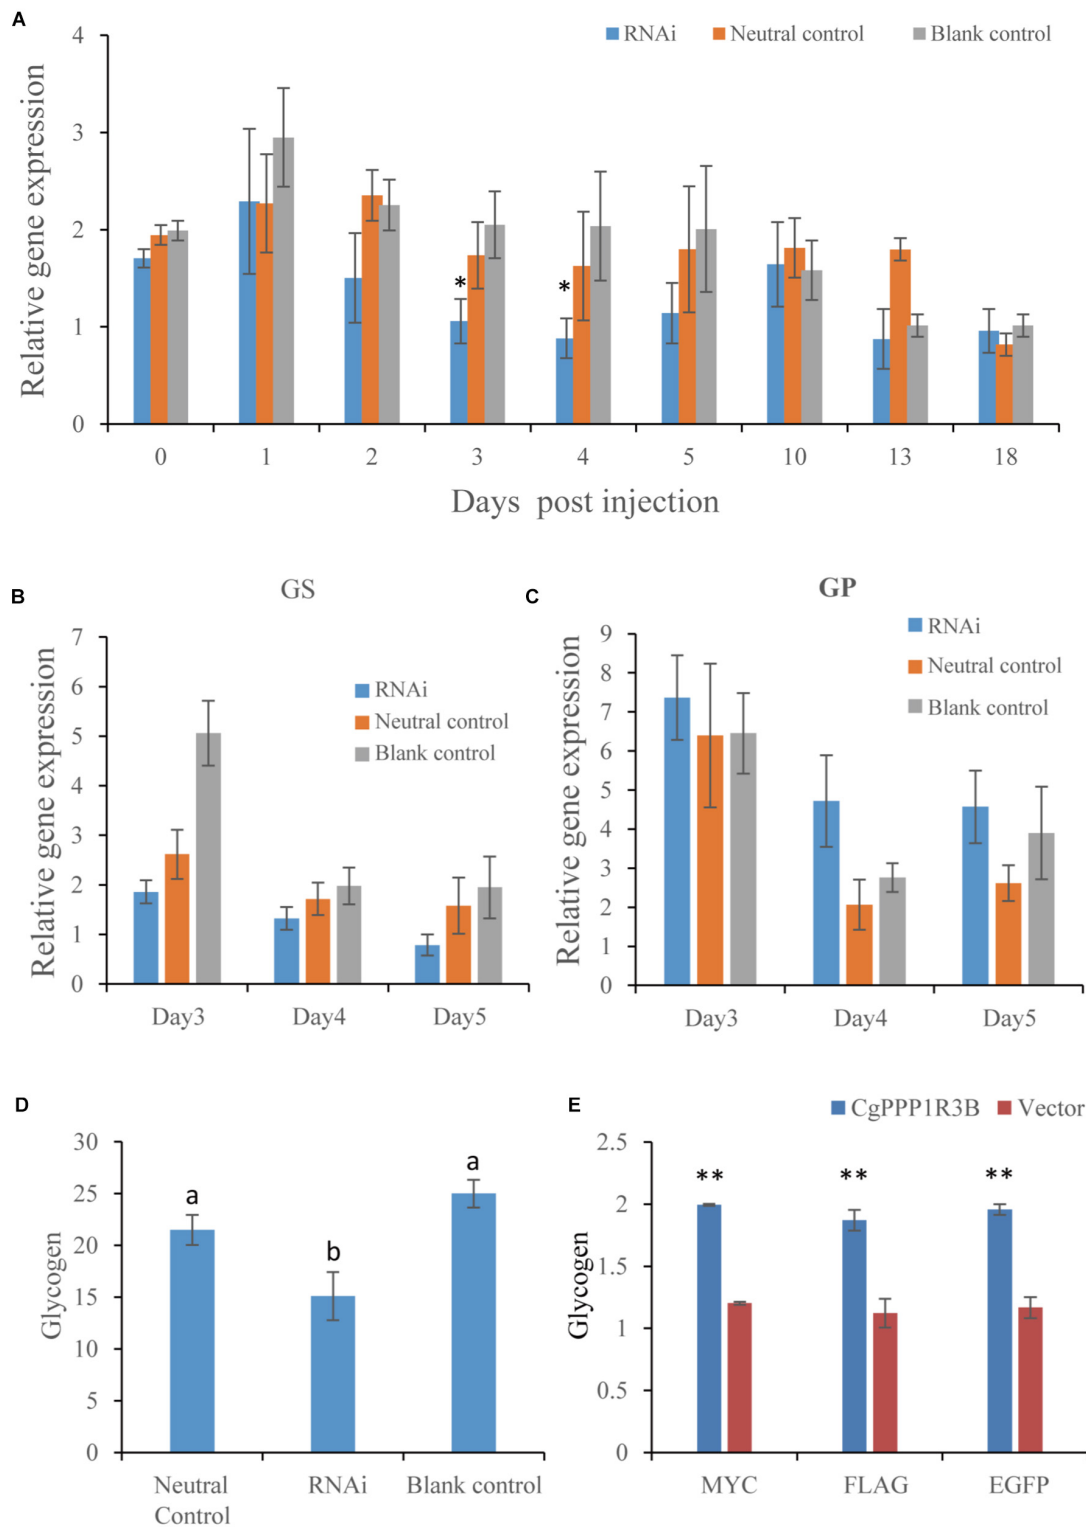 A
RNAi Neutral control Blank control
Relative gene expression
4
3
2
1
0
*
*
0 1 2 3 4 5 10 13 18
Days post injection
B
GS
Relative gene expression
7
6
5
4
3
2
1
0
RNAi
Neutral control
Blank control
Day3 Day4 Day5
C
GP
Relative gene expression
9
8
7
6
5
4
3
2
1
0
RNAi
Neutral control
Blank control
Day3 Day4 Day5
D
Glycogen
30
25
20
15
10
5
0
a
b
a
Neutral Control
RNAi
Blank control
E
CgPPP1R3B Vector
Glycogen
2.5
2
1.5
1
0.5
0
**
**
**
MYC FLAG EGFP